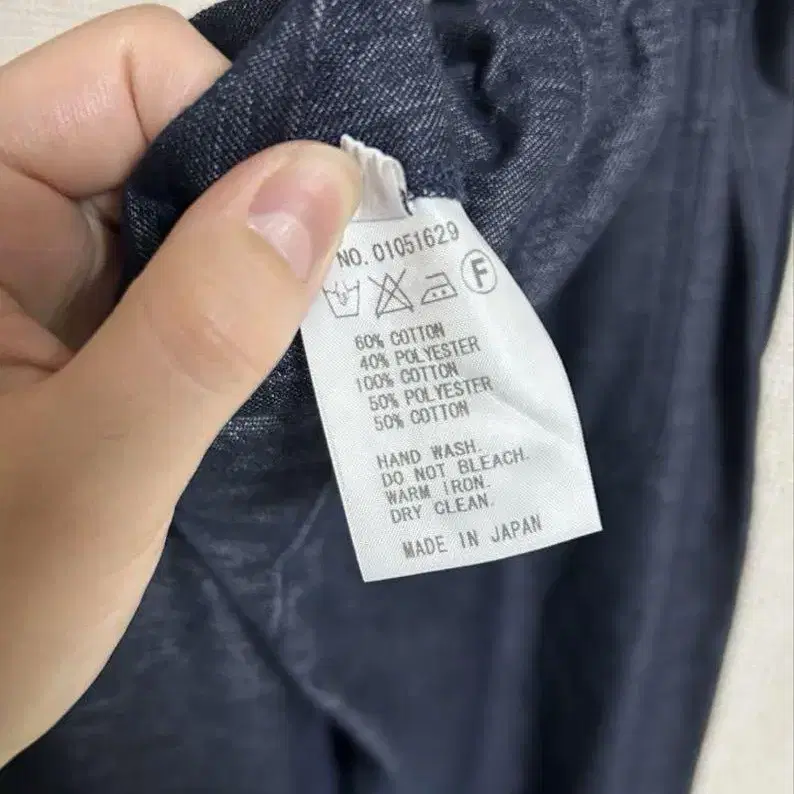 NO. 01051629
F
60% COTTON
40% POLYESTER
100% COTTON
50% POLYESTER
50% COTTON
HAND WASH.
DO NOT BLEACH.
WARM IRON.
DRY CLEAN.
MADE IN JAPAN